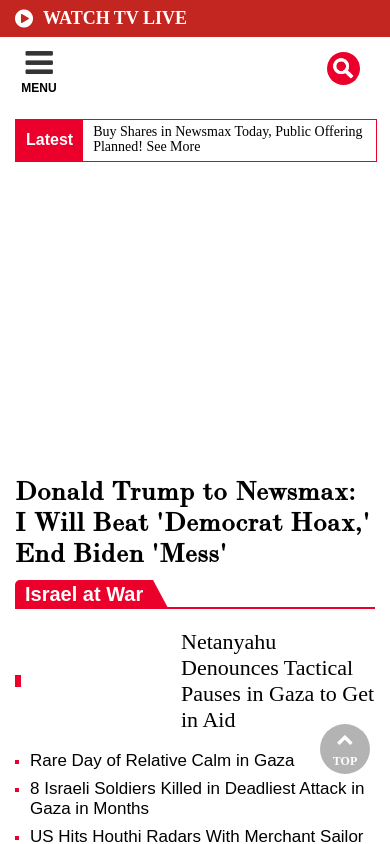 WATCH TV LIVE
MENU
Latest
Buy Shares in Newsmax Today, Public Offering
Planned! See More
Donald Trump to Newsmax:
I Will Beat 'Democrat Hoax,'
End Biden 'Mess'
Israel at War
Netanyahu
Denounces Tactical
Pauses in Gaza to Get
in Aid
TOP
Rare Day of Relative Calm in Gaza
8 Israeli Soldiers Killed in Deadliest Attack in
Gaza in Months
US Hits Houthi Radars With Merchant Sailor